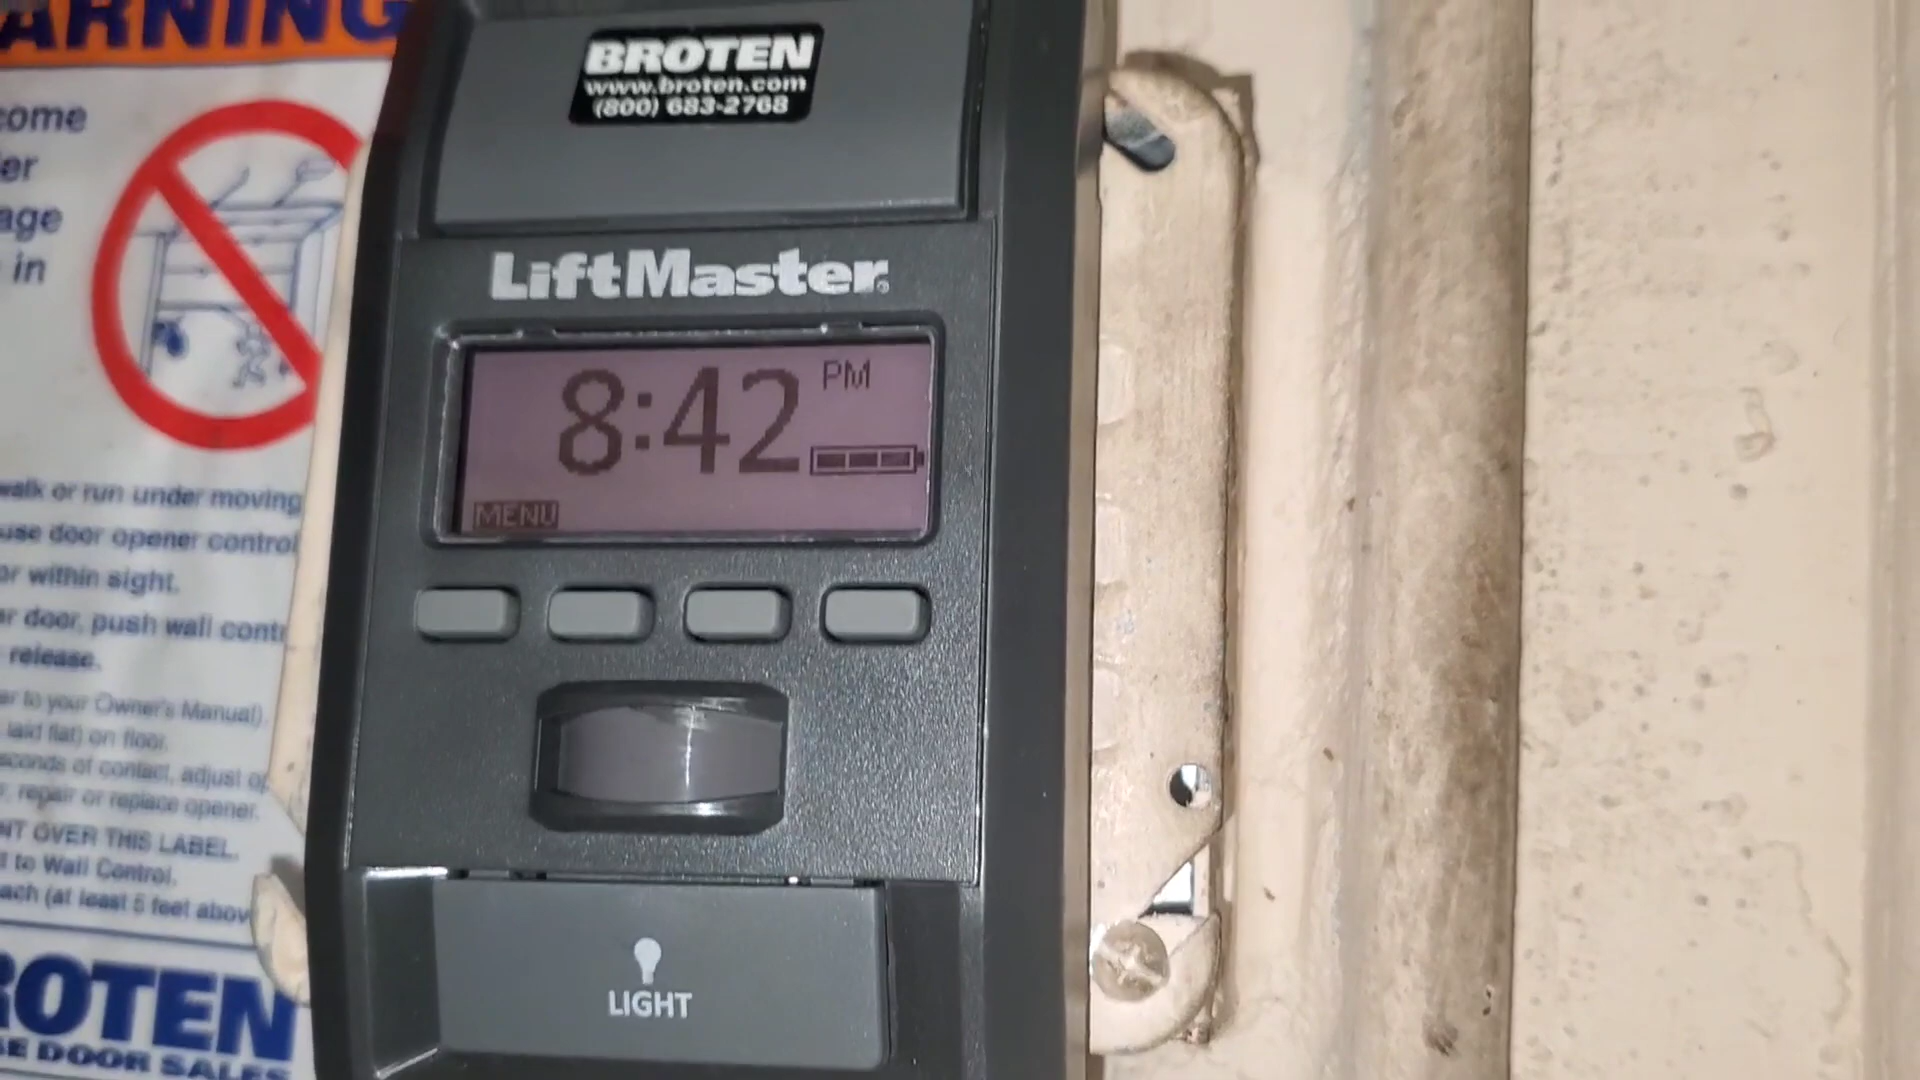 BROTEN
www.broten.com
(800) 683-2768
LiftMaster
8:42 PM
MENU
LIGHT
ARNING
come
er
age
in
walk or run under moving
use door opener control
or within sight.
door, push wall cont
release.
to your Owner's Manual).
laid flat) on floor.
seconds of contact, adjust
repair or replace opener.
NT OVER THIS LABEL.
to Wall Control.
each (at least 5 feet above
ROTEN
E DOOR SALES